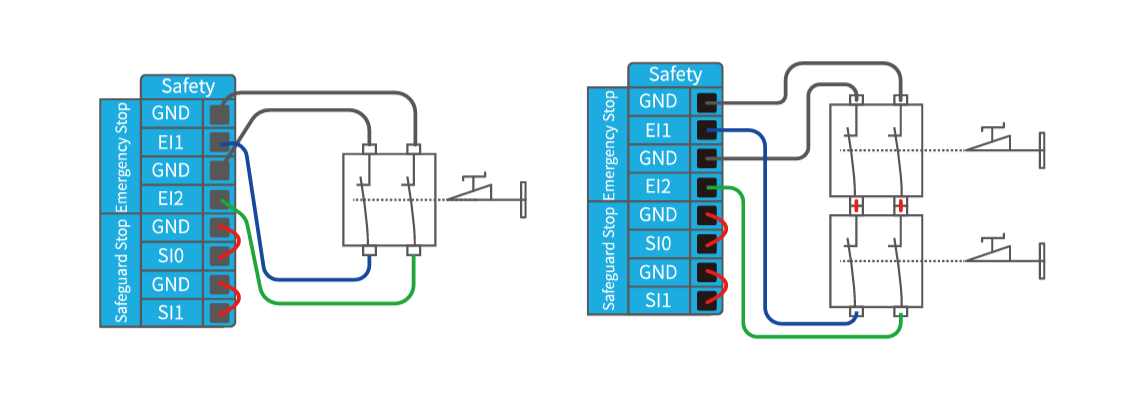 Safety
Emergency Stop
GND
EI1
GND
EI2
Safeguard Stop
GND
SI0
GND
SI1
Safety
Emergency Stop
GND
EI1
GND
EI2
Safeguard Stop
GND
SI0
GND
SI1